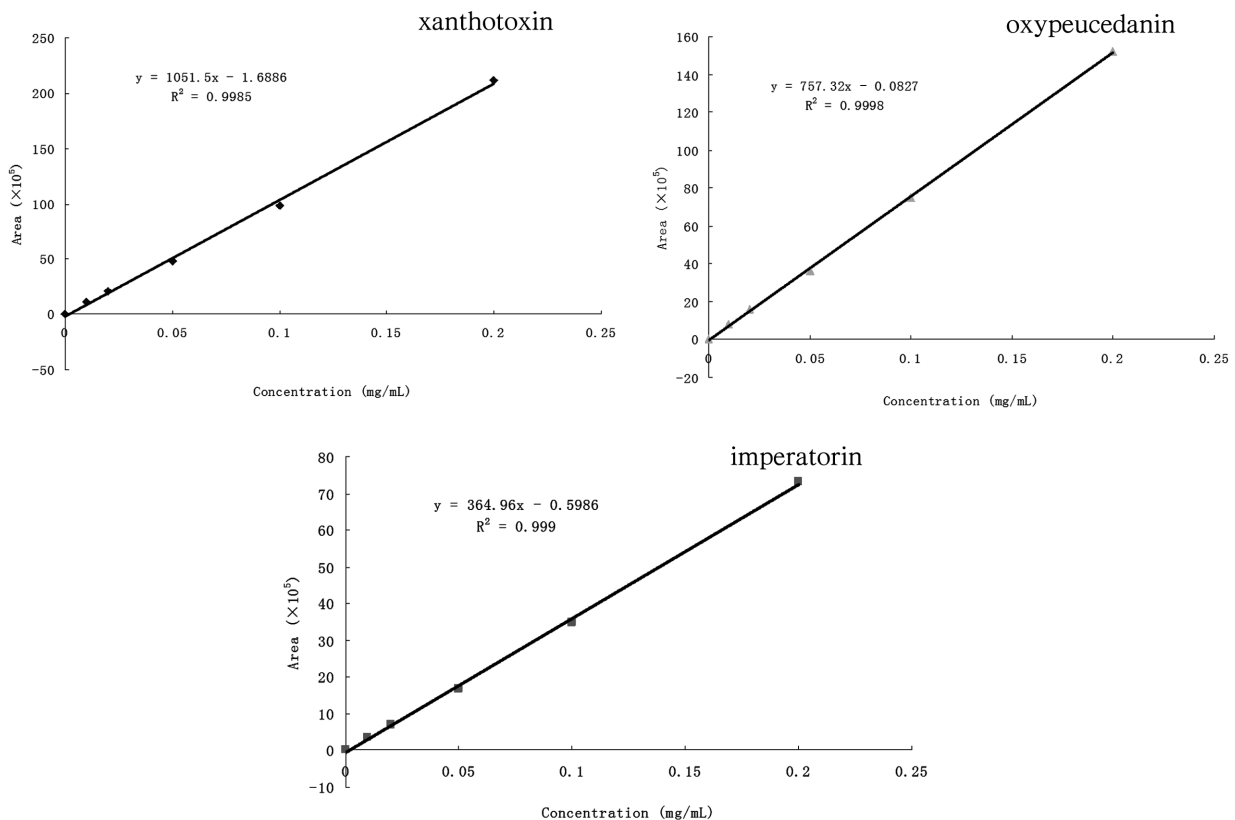 xanthotoxin
250
200
150
100
50
0
-50
y = 1051.5x - 1.6886
R² = 0.9985
Area (×10⁵)
0 0.05 0.1 0.15 0.2 0.25
Concentration (mg/mL)
oxypeucedanin
160
140
120
100
80
60
40
20
0
-20
y = 757.32x - 0.0827
R² = 0.9998
Area (×10⁵)
0 0.05 0.1 0.15 0.2 0.25
Concentration (mg/mL)
imperatorin
80
70
60
50
40
30
20
10
0
-10
y = 364.96x - 0.5986
R² = 0.999
Area (×10⁵)
0 0.05 0.1 0.15 0.2 0.25
Concentration (mg/mL)